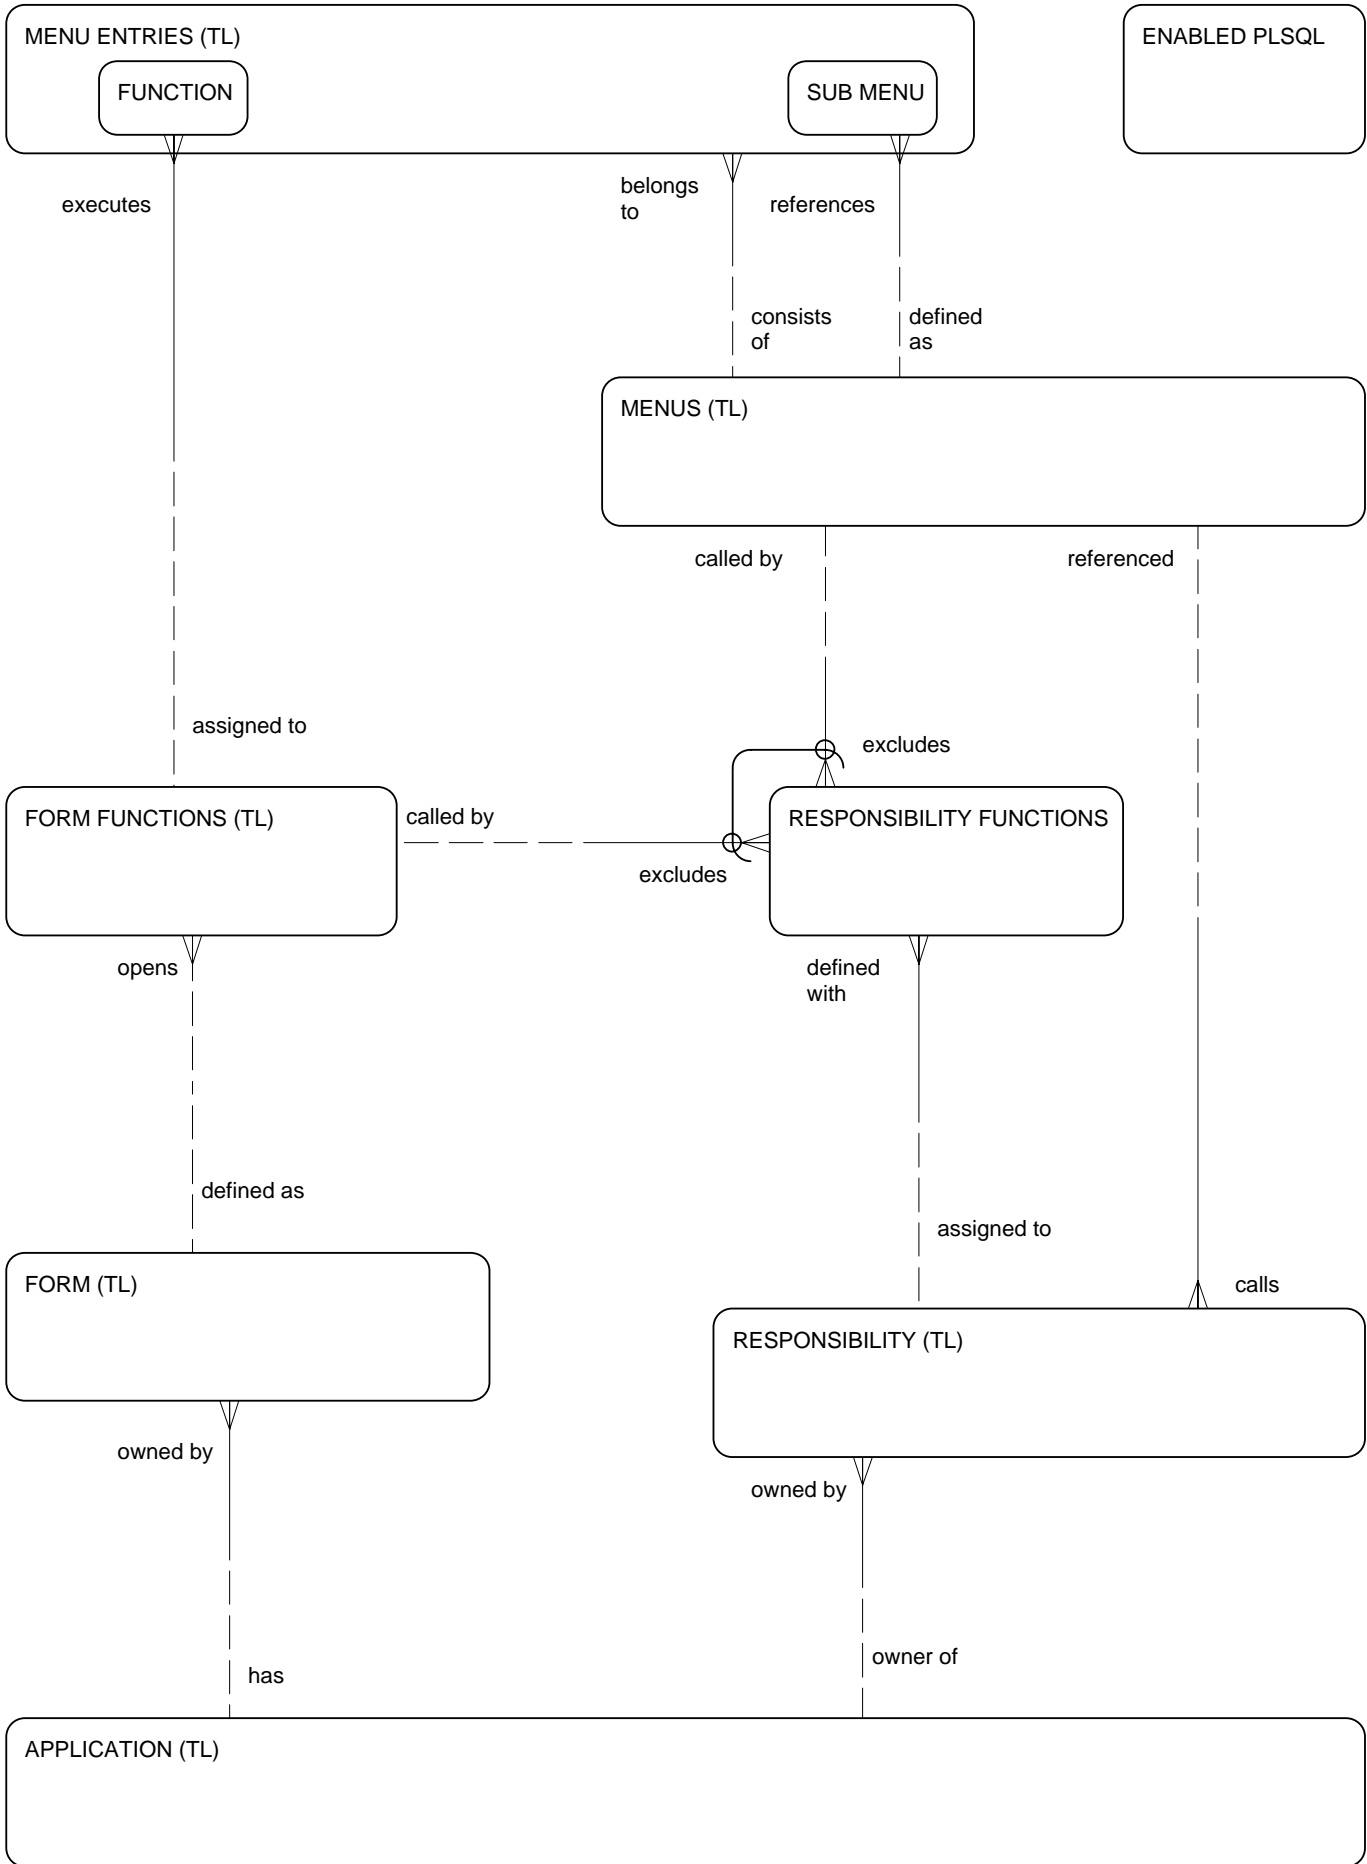 MENU ENTRIES (TL)
ENABLED PLSQL
FUNCTION
SUB MENU
executes
belongs
to
references
consists
of
defined
as
MENUS (TL)
called by
referenced
assigned to
excludes
FORM FUNCTIONS (TL)
called by
RESPONSIBILITY FUNCTIONS
excludes
opens
defined
with
defined as
assigned to
FORM (TL)
calls
RESPONSIBILITY (TL)
owned by
owned by
owner of
has
APPLICATION (TL)